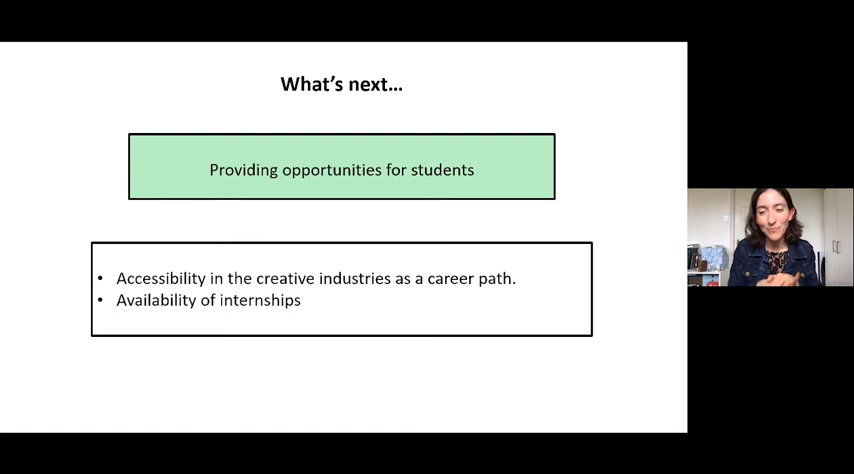 What's next…
Providing opportunities for students
• Accessibility in the creative industries as a career path.
• Availability of internships